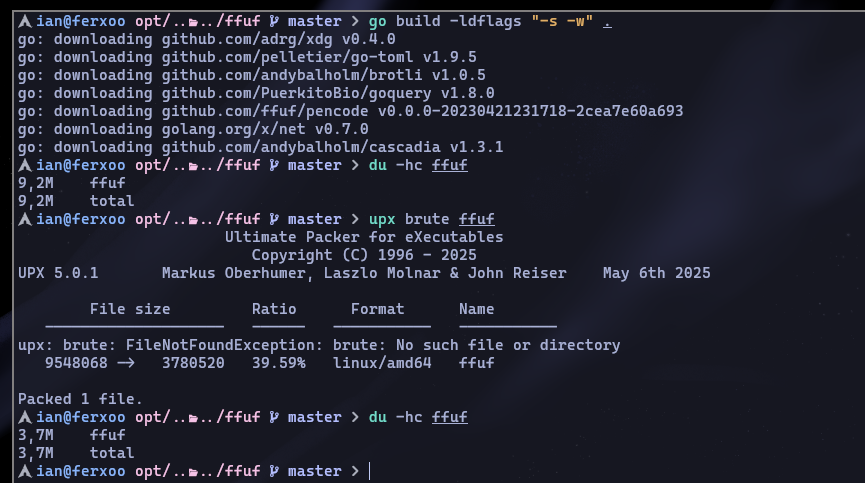 ian@ferxoo opt/..../ffuf master > go build -ldflags "-s -w" .
go: downloading github.com/adrg/xdg v0.4.0
go: downloading github.com/pelletier/go-toml v1.9.5
go: downloading github.com/andybalholm/brotli v1.0.5
go: downloading github.com/PuerkitoBio/goquery v1.8.0
go: downloading github.com/ffuf/pencode v0.0.0-20230421231718-2cea7e60a693
go: downloading golang.org/x/net v0.7.0
go: downloading github.com/andybalholm/cascadia v1.3.1
ian@ferxoo opt/..../ffuf master > du -hc ffuf
9,2M    ffuf
9,2M    total
ian@ferxoo opt/..../ffuf master > upx brute ffuf
Ultimate Packer for eXecutables
Copyright (C) 1996 - 2025
UPX 5.0.1       Markus Oberhumer, Laszlo Molnar & John Reiser    May 6th 2025
File size         Ratio      Format      Name
upx: brute: FileNotFoundException: brute: No such file or directory
9548068 ->   3780520   39.59%   linux/amd64   ffuf
Packed 1 file.
ian@ferxoo opt/..../ffuf master > du -hc ffuf
3,7M    ffuf
3,7M    total
ian@ferxoo opt/..../ffuf master >